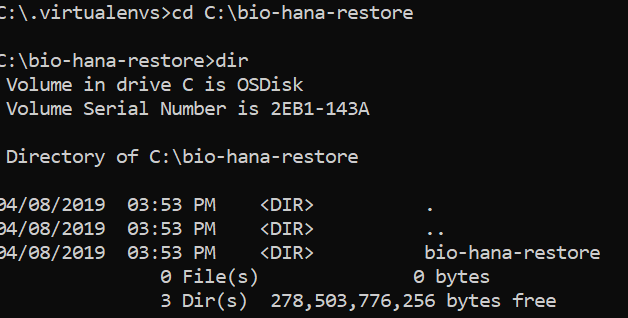 C:\.virtualenvs>cd C:\bio-hana-restore
C:\bio-hana-restore>dir
Volume in drive C is OSDisk
Volume Serial Number is 2EB1-143A
Directory of C:\bio-hana-restore
04/08/2019 03:53 PM <DIR> .
04/08/2019 03:53 PM <DIR> ..
04/08/2019 03:53 PM <DIR> bio-hana-restore
0 File(s) 0 bytes
3 Dir(s) 278,503,776,256 bytes free